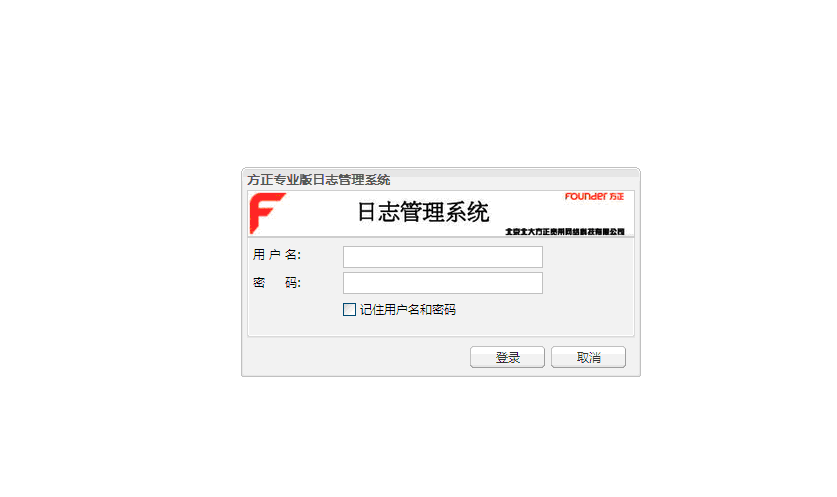 方正专业版日志管理系统
Founder 方正
日志管理系统
北京北大方正宽带网络科技有限公司
用 户 名:
密 码:
记住用户名和密码
登录 取消